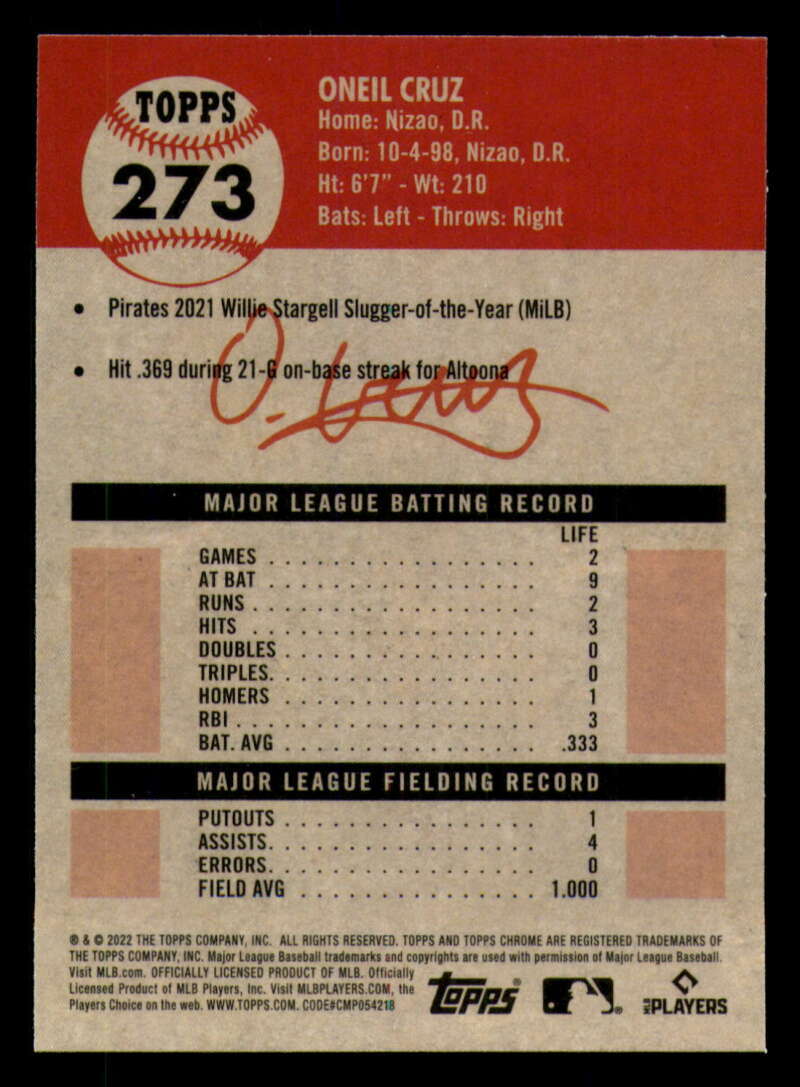 TOPPS
273
ONEIL CRUZ
Home: Nizao, D.R.
Born: 10-4-98, Nizao, D.R.
Ht: 6'7" - Wt: 210
Bats: Left - Throws: Right
• Pirates 2021 Willie Stargell Slugger-of-the-Year (MiLB)
• Hit .369 during 21-G on-base streak for Altoona
O. Cruz
MAJOR LEAGUE BATTING RECORD
LIFE
GAMES . . . . . . . . . . . . . . . . . 2
AT BAT . . . . . . . . . . . . . . . . . 9
RUNS . . . . . . . . . . . . . . . . . . 2
HITS . . . . . . . . . . . . . . . . . . 3
DOUBLES . . . . . . . . . . . . . . . . 0
TRIPLES. . . . . . . . . . . . . . . . . 0
HOMERS . . . . . . . . . . . . . . . . 1
RBI . . . . . . . . . . . . . . . . . . . 3
BAT. AVG . . . . . . . . . . . . . . . . .333
MAJOR LEAGUE FIELDING RECORD
PUTOUTS . . . . . . . . . . . . . . . . 1
ASSISTS. . . . . . . . . . . . . . . . . 4
ERRORS. . . . . . . . . . . . . . . . . 0
FIELD AVG . . . . . . . . . . . . . . . 1.000
® & © 2022 THE TOPPS COMPANY, INC. ALL RIGHTS RESERVED. TOPPS AND TOPPS CHROME ARE REGISTERED TRADEMARKS OF
THE TOPPS COMPANY, INC. Major League Baseball trademarks and copyrights are used with permission of Major League Baseball.
Visit MLB.com. OFFICIALLY LICENSED PRODUCT OF MLB. Officially
Licensed Product of MLB Players, Inc. Visit MLBPLAYERS.COM, the
Players Choice on the web. WWW.TOPPS.COM. CODE#CMP054218
Topps®
MLB PLAYERS